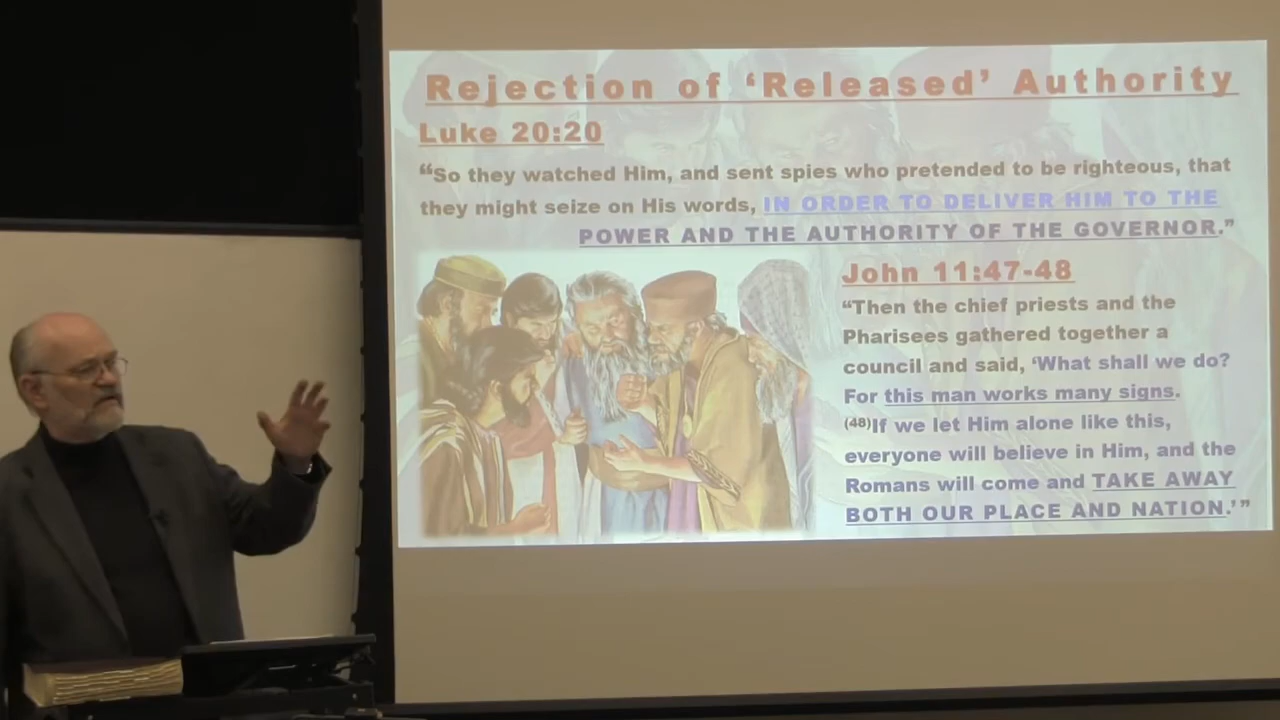 Rejection of ‘Released’ Authority
Luke 20:20
“So they watched Him, and sent spies who pretended to be righteous, that
they might seize on His words, IN ORDER TO DELIVER HIM TO THE
POWER AND THE AUTHORITY OF THE GOVERNOR.”
John 11:47-48
“Then the chief priests and the
Pharisees gathered together a
council and said, ‘What shall we do?
For this man works many signs.
(48)If we let Him alone like this,
everyone will believe in Him, and the
Romans will come and TAKE AWAY
BOTH OUR PLACE AND NATION.’”